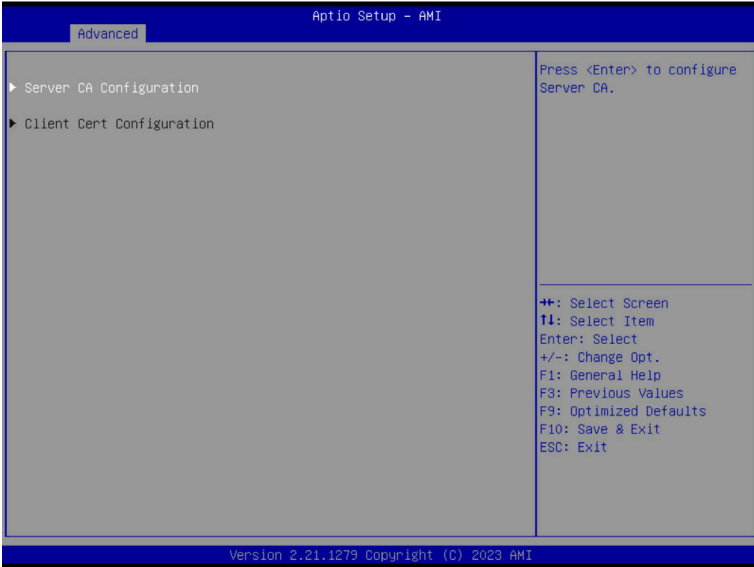 Aptio Setup – AMI
Advanced
▶ Server CA Configuration
▶ Client Cert Configuration
Press <Enter> to configure
Server CA.
→←: Select Screen
↑↓: Select Item
Enter: Select
+/-: Change Opt.
F1: General Help
F3: Previous Values
F9: Optimized Defaults
F10: Save & Exit
ESC: Exit
Version 2.21.1279 Copyright (C) 2023 AMI